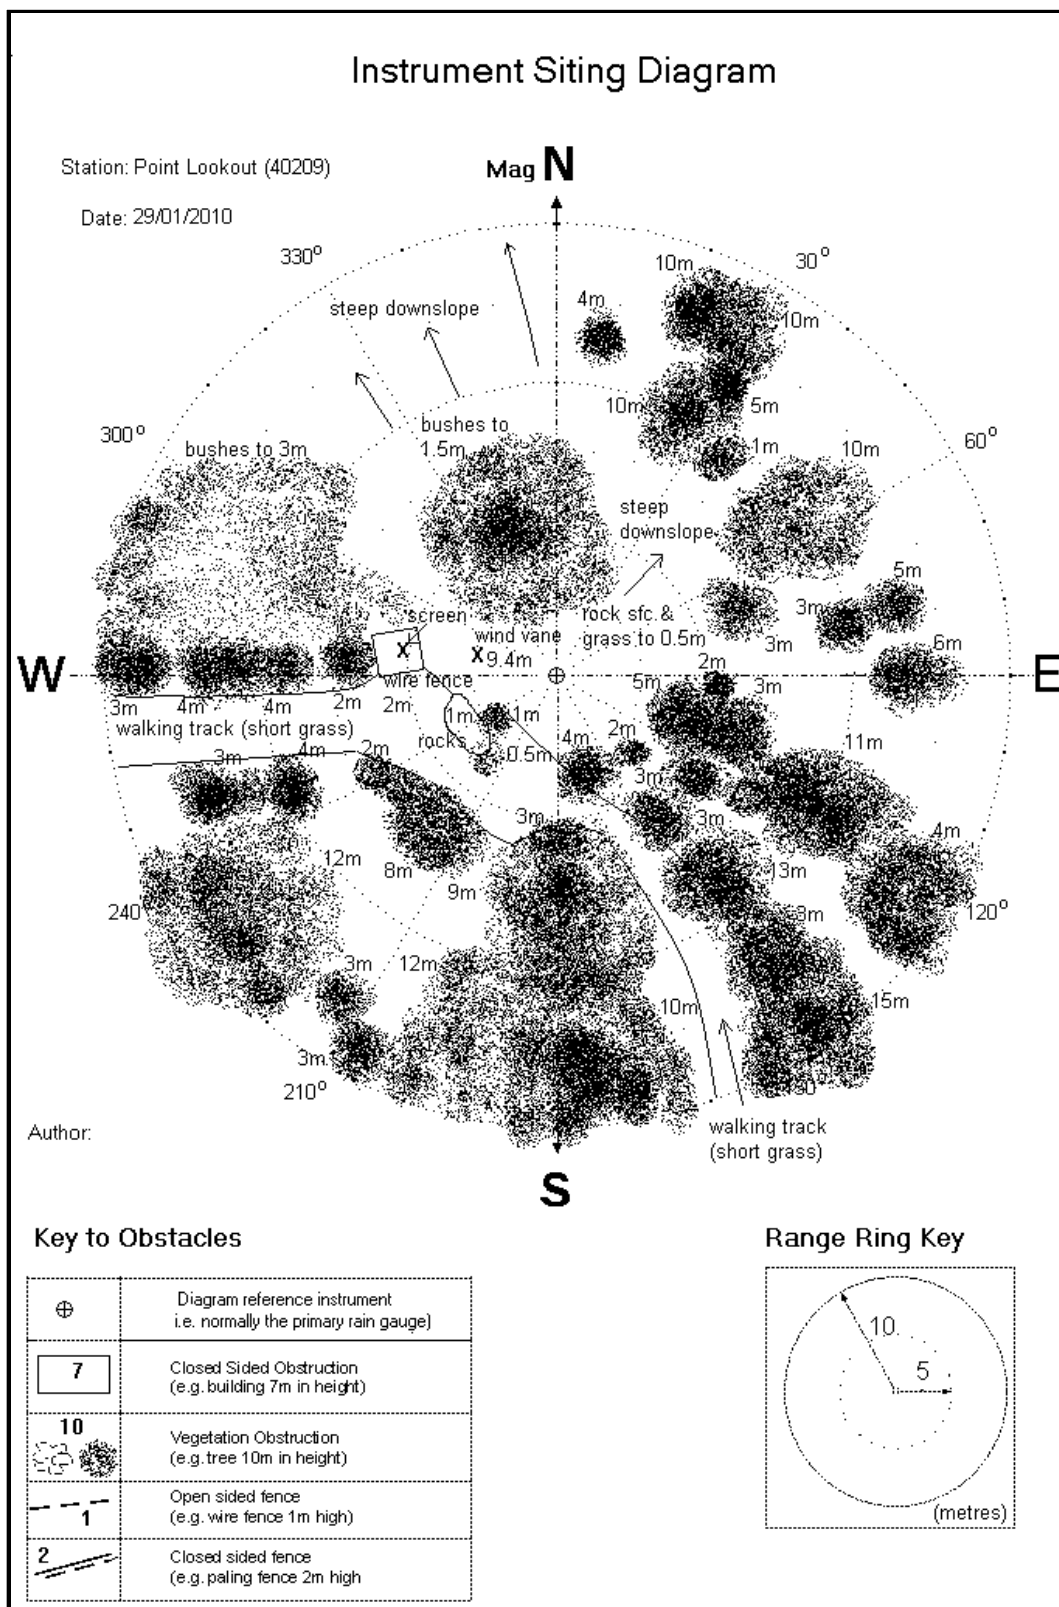 Instrument Siting Diagram
Station: Point Lookout (40209)
Mag N
Date: 29/01/2010
330°
30°
10m
10m
4m
steep downslope
10m
5m
300°
60°
bushes to 3m
bushes to
1.5m
1m
10m
steep
downslope
5m
3m
screen
wind vane
X
X
9.4m
rock sfc. &
grass to 0.5m
3m
6m
W
E
wire fence
5m
2m
3m
3m
4m
4m
2m
2m
1m
1m
walking track (short grass)
rocks
0.5m
4m
2m
11m
3m
4m
2m
3m
3m
3m
4m
12m
8m
9m
13m
240
120°
3m
3m
12m
10m
15m
3m
210°
150°
walking track
(short grass)
Author:
S
Key to Obstacles
Diagram reference instrument
i.e. normally the primary rain gauge)
7
Closed Sided Obstruction
(e.g. building 7m in height)
10
Vegetation Obstruction
(e.g. tree 10m in height)
1
Open sided fence
(e.g. wire fence 1m high)
2
Closed sided fence
(e.g. paling fence 2m high
Range Ring Key
10
5
(metres)